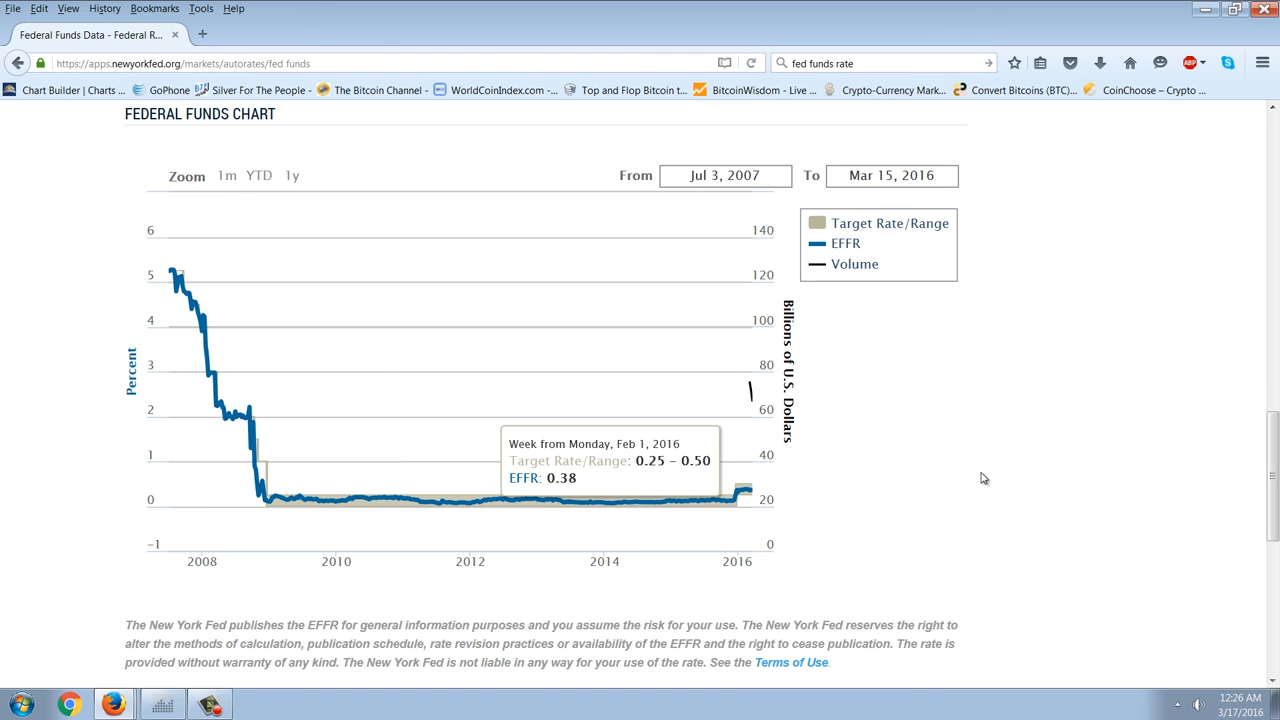 File Edit View History Bookmarks Tools Help
Federal Funds Data - Federal R... × +
https://apps.newyorkfed.org/markets/autorates/fed funds
fed funds rate
ABP
Chart Builder | Charts ... GoPhone Silver For The People - The Bitcoin Channel - WorldCoinIndex.com -... Top and Flop Bitcoin t... BitcoinWisdom - Live ... Crypto-Currency Mark... Convert Bitcoins (BTC)... CoinChoose – Crypto ...
FEDERAL FUNDS CHART
Zoom 1m YTD 1y From Jul 3, 2007 To Mar 15, 2016
Target Rate/Range
EFFR
Volume
6 140
5 120
4 100
3 80
2 60
1 40
0 20
-1 0
Percent
Billions of U.S. Dollars
Week from Monday, Feb 1, 2016
Target Rate/Range: 0.25 - 0.50
EFFR: 0.38
2008 2010 2012 2014 2016
The New York Fed publishes the EFFR for general information purposes and you assume the risk for your use. The New York Fed reserves the right to
alter the methods of calculation, publication schedule, rate revision practices or availability of the EFFR and the right to cease publication. The rate is
provided without warranty of any kind. The New York Fed is not liable in any way for your use of the rate. See the Terms of Use.
12:26 AM
3/17/2016